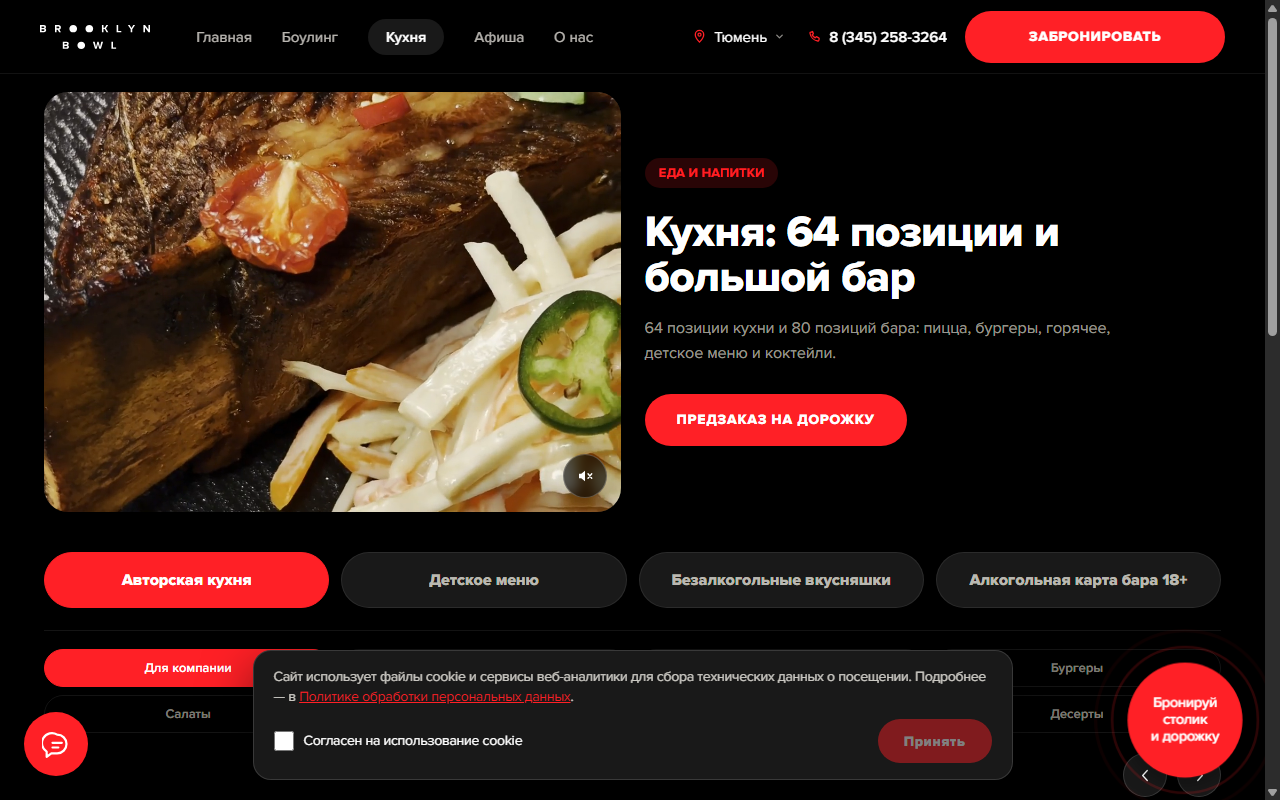 BROOKLYN
BOWL
Главная
Боулинг
Кухня
Афиша
О нас
Тюмень
8 (345) 258-3264
ЗАБРОНИРОВАТЬ
ЕДА И НАПИТКИ
Кухня: 64 позиции и
большой бар
64 позиции кухни и 80 позиций бара: пицца, бургеры, горячее,
детское меню и коктейли.
ПРЕДЗАКАЗ НА ДОРОЖКУ
Авторская кухня
Детское меню
Безалкогольные вкусняшки
Алкогольная карта бара 18+
Для компании
Бургеры
Салаты
Десерты
Сайт использует файлы cookie и сервисы веб-аналитики для сбора технических данных о посещении. Подробнее
— в Политике обработки персональных данных.
Согласен на использование cookie
Принять
Бронируй
столик
и дорожку